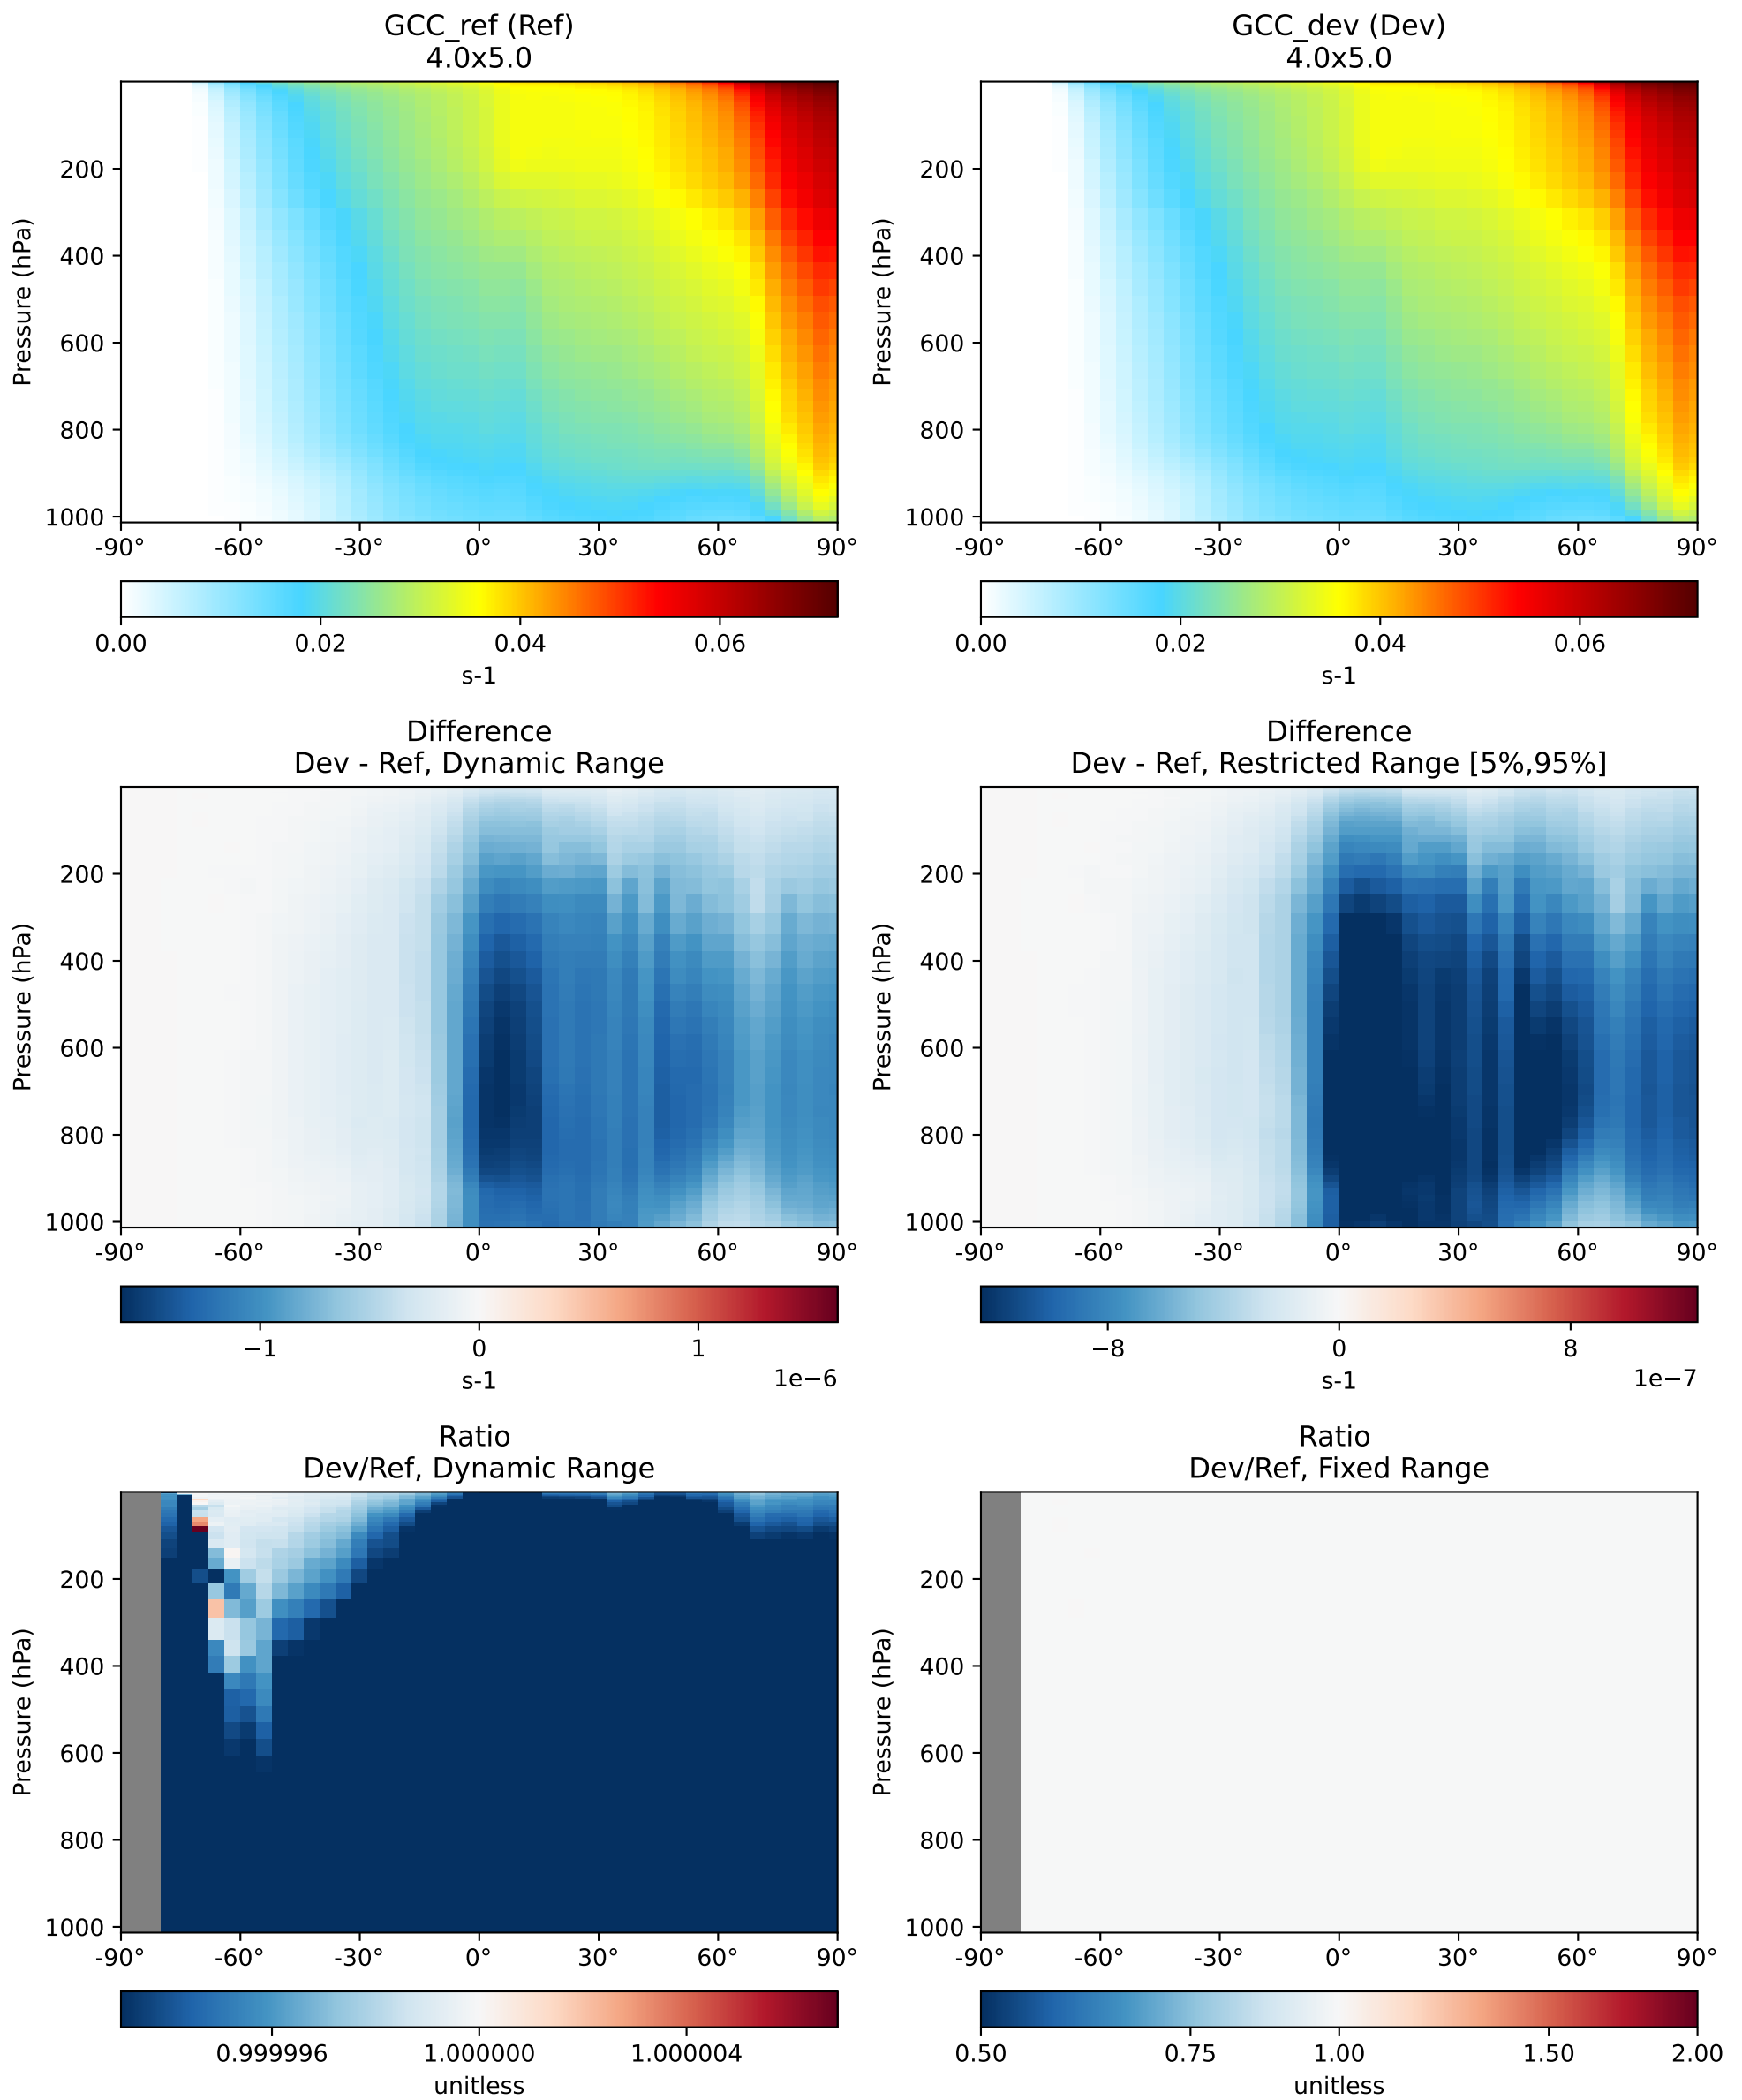 GCC_ref (Ref)
4.0x5.0
Pressure (hPa)
200
400
600
800
1000
-90° -60° -30° 0° 30° 60° 90°
0.00 0.02 0.04 0.06
s-1
GCC_dev (Dev)
4.0x5.0
Pressure (hPa)
200
400
600
800
1000
-90° -60° -30° 0° 30° 60° 90°
0.00 0.02 0.04 0.06
s-1
Difference
Dev - Ref, Dynamic Range
Pressure (hPa)
200
400
600
800
1000
-90° -60° -30° 0° 30° 60° 90°
−1 0 1
s-1 1e−6
Difference
Dev - Ref, Restricted Range [5%,95%]
Pressure (hPa)
200
400
600
800
1000
-90° -60° -30° 0° 30° 60° 90°
−8 0 8
s-1 1e−7
Ratio
Dev/Ref, Dynamic Range
Pressure (hPa)
200
400
600
800
1000
-90° -60° -30° 0° 30° 60° 90°
0.999996 1.000000 1.000004
unitless
Ratio
Dev/Ref, Fixed Range
Pressure (hPa)
200
400
600
800
1000
-90° -60° -30° 0° 30° 60° 90°
0.50 0.75 1.00 1.50 2.00
unitless